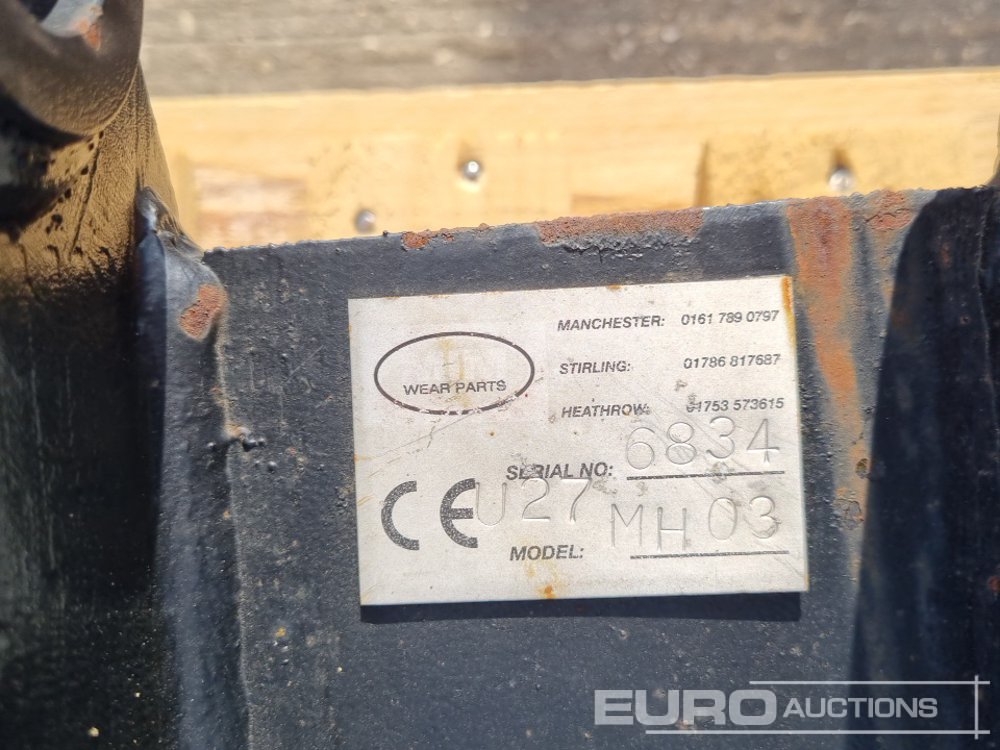 WEAR PARTS
MANCHESTER: 0161 789 0797
STIRLING: 01786 817687
HEATHROW: 01753 573615
SERIAL NO: 6834
CE U27 MH03
MODEL:
EURO AUCTIONS